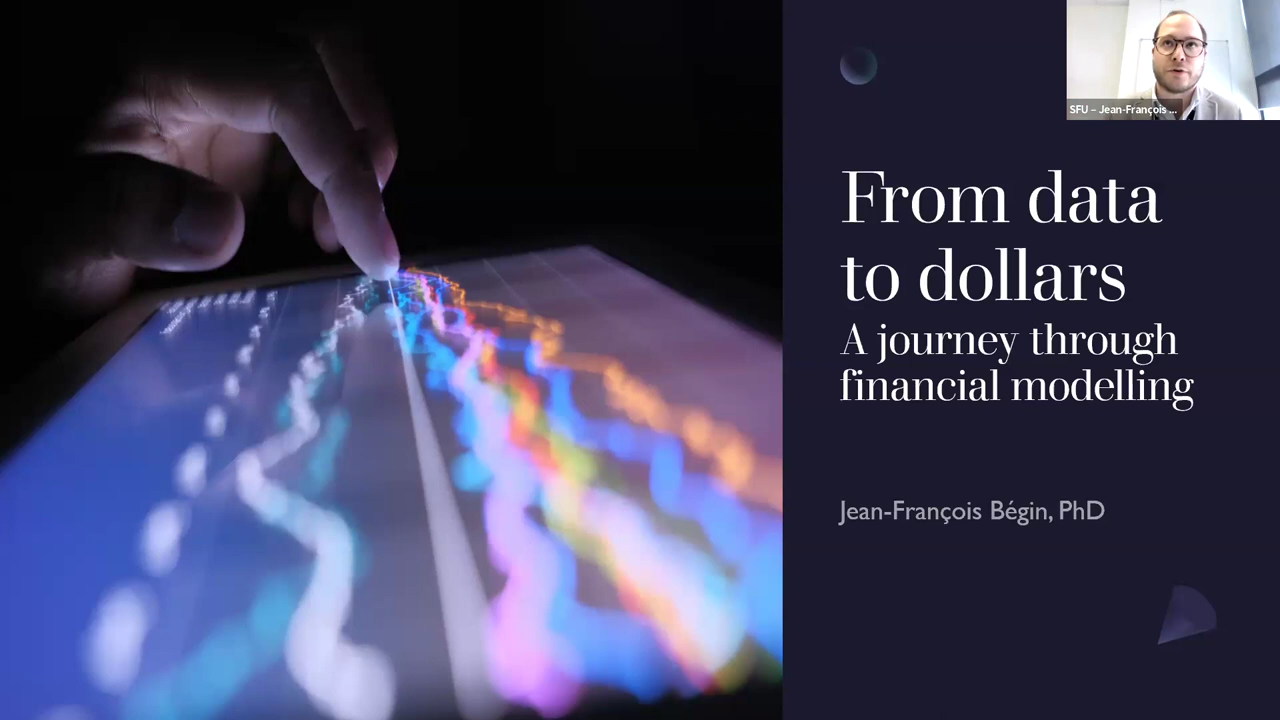 SFU – Jean-François ...
From data
to dollars
A journey through
financial modelling
Jean-François Bégin, PhD